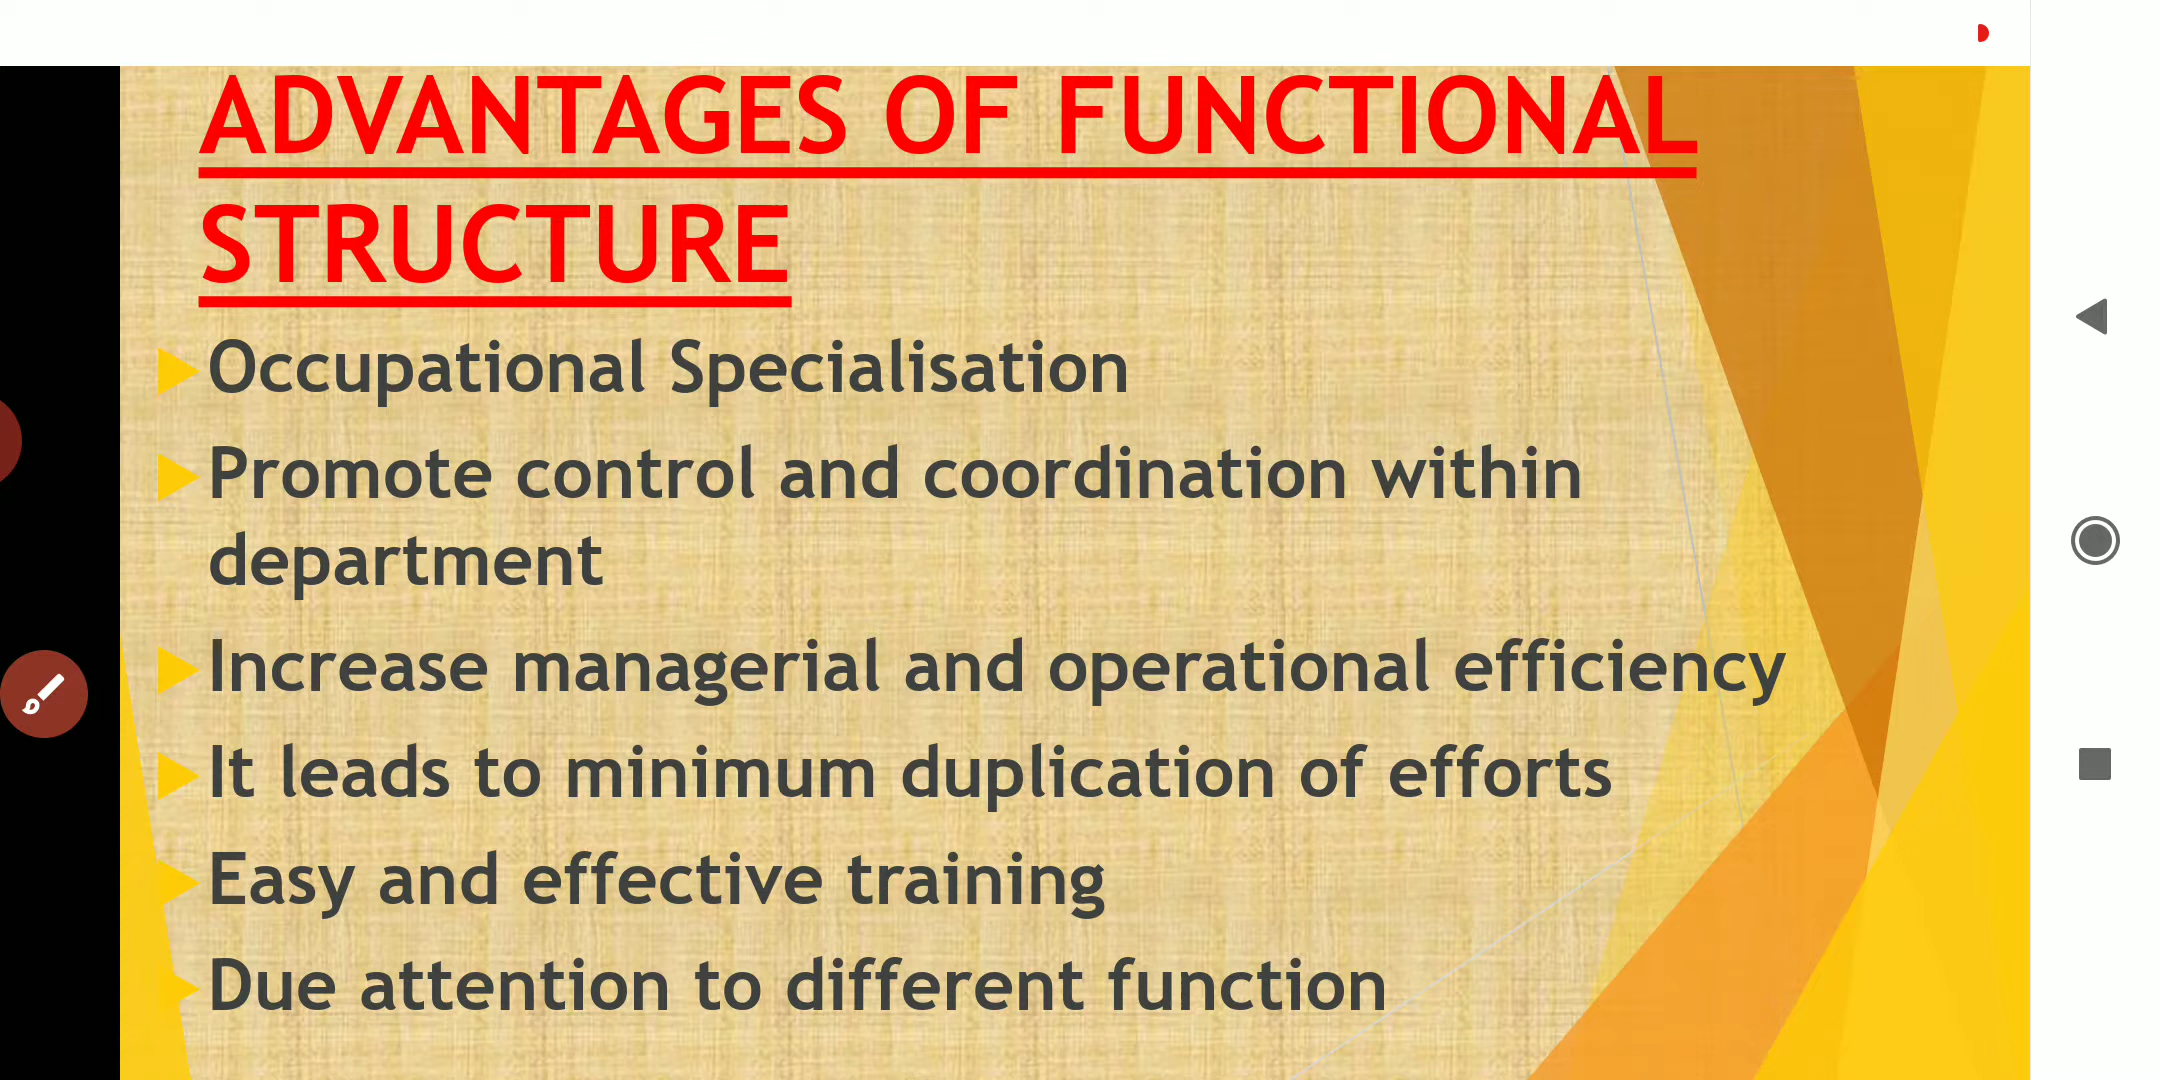 ADVANTAGES OF FUNCTIONAL
STRUCTURE
Occupational Specialisation
Promote control and coordination within
department
Increase managerial and operational efficiency
It leads to minimum duplication of efforts
Easy and effective training
Due attention to different function